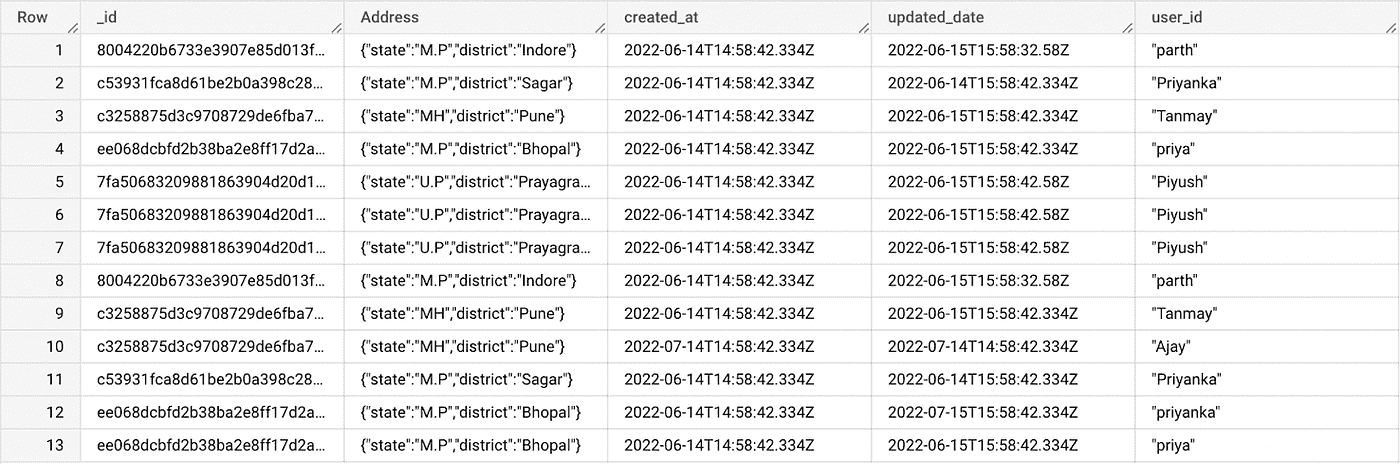 Row _id Address created_at updated_date user_id
1 8004220b6733e3907e85d013f... {"state":"M.P","district":"Indore"} 2022-06-14T14:58:42.334Z 2022-06-15T15:58:32.58Z "parth"
2 c53931fca8d61be2b0a398c28... {"state":"M.P","district":"Sagar"} 2022-06-14T14:58:42.334Z 2022-06-14T15:58:42.334Z "Priyanka"
3 c3258875d3c9708729de6fba7... {"state":"MH","district":"Pune"} 2022-06-14T14:58:42.334Z 2022-06-15T15:58:42.334Z "Tanmay"
4 ee068dcbfd2b38ba2e8ff17d2a... {"state":"M.P","district":"Bhopal"} 2022-06-14T14:58:42.334Z 2022-06-15T15:58:42.334Z "priya"
5 7fa50683209881863904d20d1... {"state":"U.P","district":"Prayagra... 2022-06-14T14:58:42.334Z 2022-06-15T15:58:42.58Z "Piyush"
6 7fa50683209881863904d20d1... {"state":"U.P","district":"Prayagra... 2022-06-14T14:58:42.334Z 2022-06-15T15:58:42.58Z "Piyush"
7 7fa50683209881863904d20d1... {"state":"U.P","district":"Prayagra... 2022-06-14T14:58:42.334Z 2022-06-15T15:58:42.58Z "Piyush"
8 8004220b6733e3907e85d013f... {"state":"M.P","district":"Indore"} 2022-06-14T14:58:42.334Z 2022-06-15T15:58:32.58Z "parth"
9 c3258875d3c9708729de6fba7... {"state":"MH","district":"Pune"} 2022-06-14T14:58:42.334Z 2022-06-15T15:58:42.334Z "Tanmay"
10 c3258875d3c9708729de6fba7... {"state":"MH","district":"Pune"} 2022-07-14T14:58:42.334Z 2022-07-14T14:58:42.334Z "Ajay"
11 c53931fca8d61be2b0a398c28... {"state":"M.P","district":"Sagar"} 2022-06-14T14:58:42.334Z 2022-06-14T15:58:42.334Z "Priyanka"
12 ee068dcbfd2b38ba2e8ff17d2a... {"state":"M.P","district":"Bhopal"} 2022-06-14T14:58:42.334Z 2022-07-15T15:58:42.334Z "priyanka"
13 ee068dcbfd2b38ba2e8ff17d2a... {"state":"M.P","district":"Bhopal"} 2022-06-14T14:58:42.334Z 2022-06-15T15:58:42.334Z "priya"